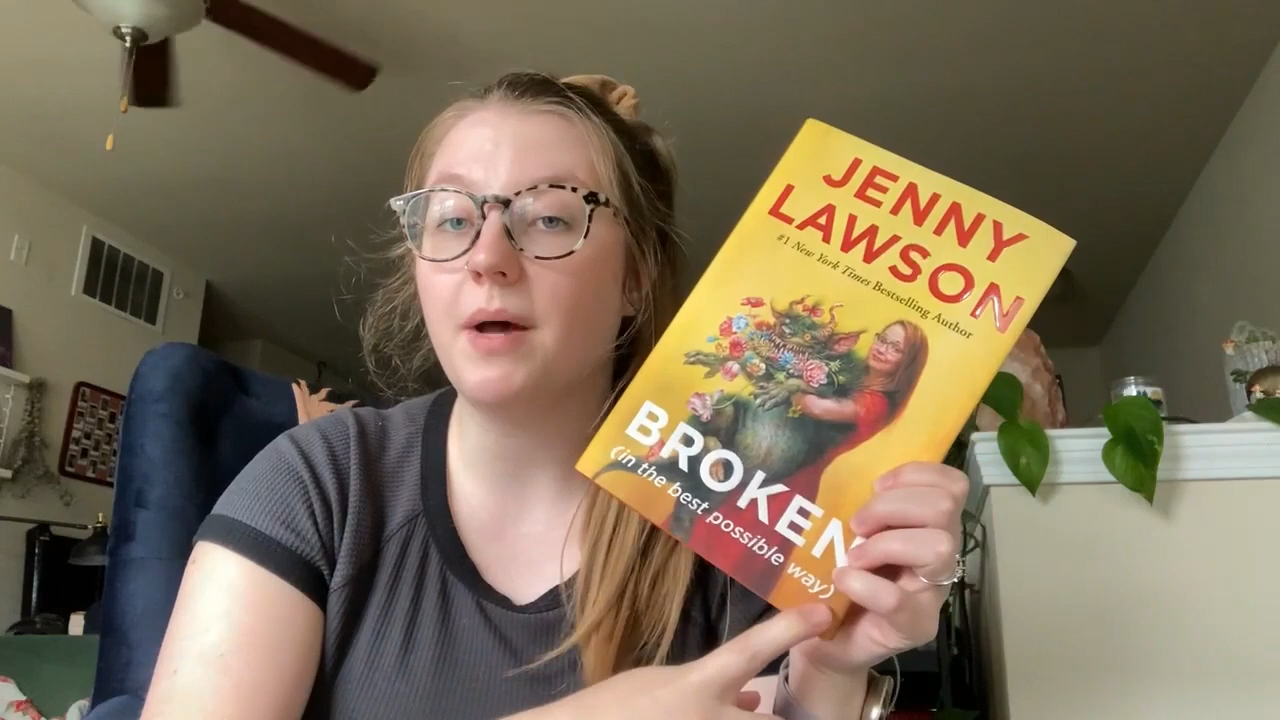 JENNY
LAWSON
#1 New York Times Bestselling Author
BROKEN
(in the best possible way)